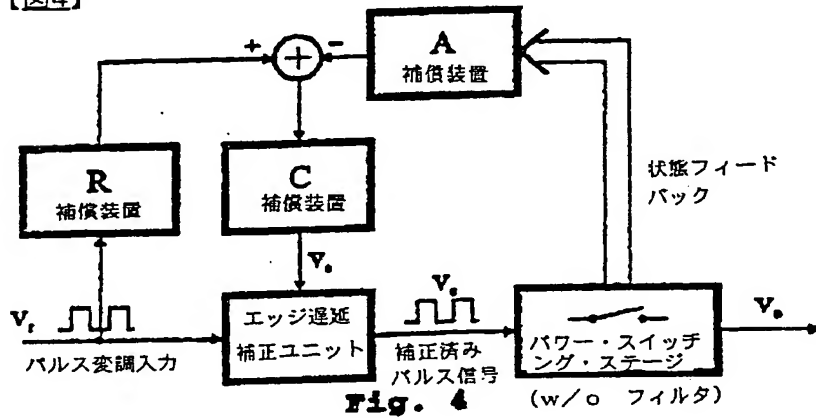 【図4】
+
+
−
A
補償装置
R
補償装置
C
補償装置
状態フィード
バック
Vr
パルス変調入力
Ve
エッジ遅延
補正ユニット
Vc
補正済み
パルス信号
パワー・スイッチ
ング・ステージ
(w/o フィルタ)
Vp
Fig. 4